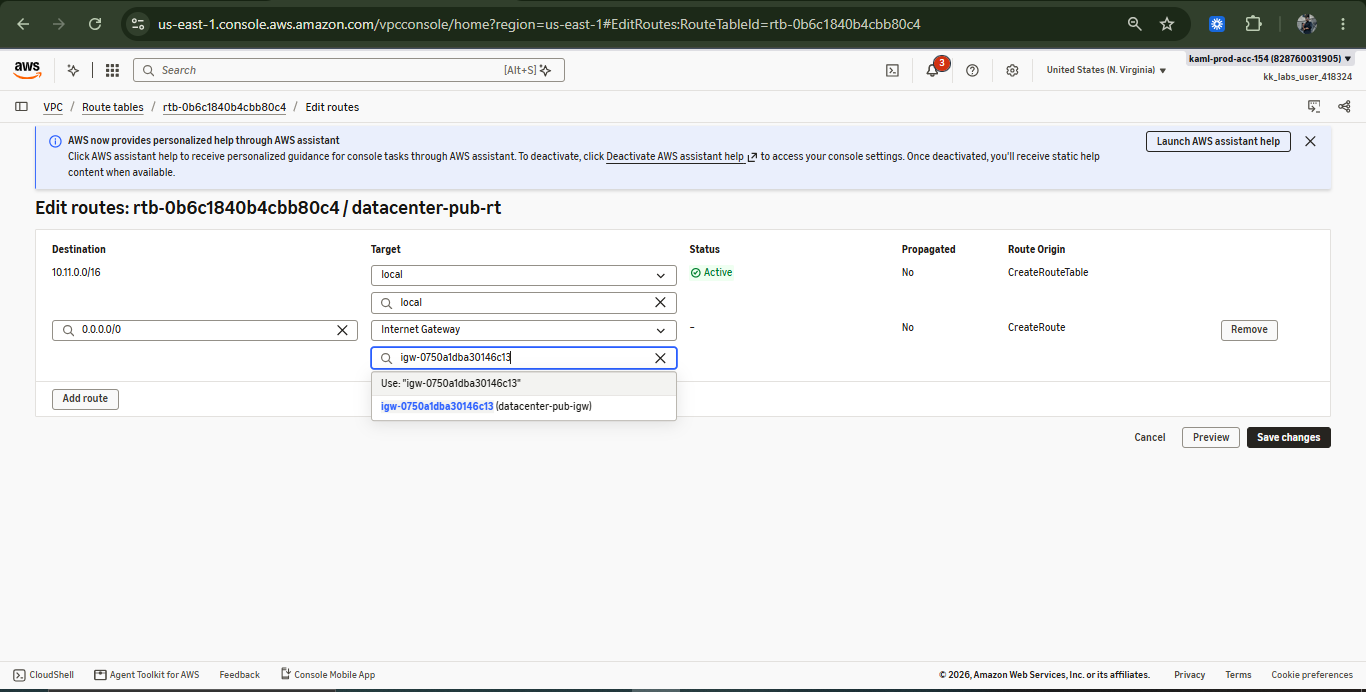 us-east-1.console.aws.amazon.com/vpcconsole/home?region=us-east-1#EditRoutes:RouteTableId=rtb-0b6c1840b4cbb80c4
aws
Search
[Alt+S]
3
United States (N. Virginia)
kaml-prod-acc-154 (828760031905)
kk_labs_user_418324
VPC / Route tables / rtb-0b6c1840b4cbb80c4 / Edit routes
AWS now provides personalized help through AWS assistant
Click AWS assistant help to receive personalized guidance for console tasks through AWS assistant. To deactivate, click Deactivate AWS assistant help to access your console settings. Once deactivated, you'll receive static help
content when available.
Launch AWS assistant help
Edit routes: rtb-0b6c1840b4cbb80c4 / datacenter-pub-rt
Destination Target Status Propagated Route Origin
10.11.0.0/16 local Active No CreateRouteTable
local
0.0.0.0/0 Internet Gateway – No CreateRoute Remove
igw-0750a1dba30146c13
Use: "igw-0750a1dba30146c13"
igw-0750a1dba30146c13 (datacenter-pub-igw)
Add route
Cancel Preview Save changes
CloudShell Agent Toolkit for AWS Feedback Console Mobile App © 2026, Amazon Web Services, Inc. or its affiliates. Privacy Terms Cookie preferences